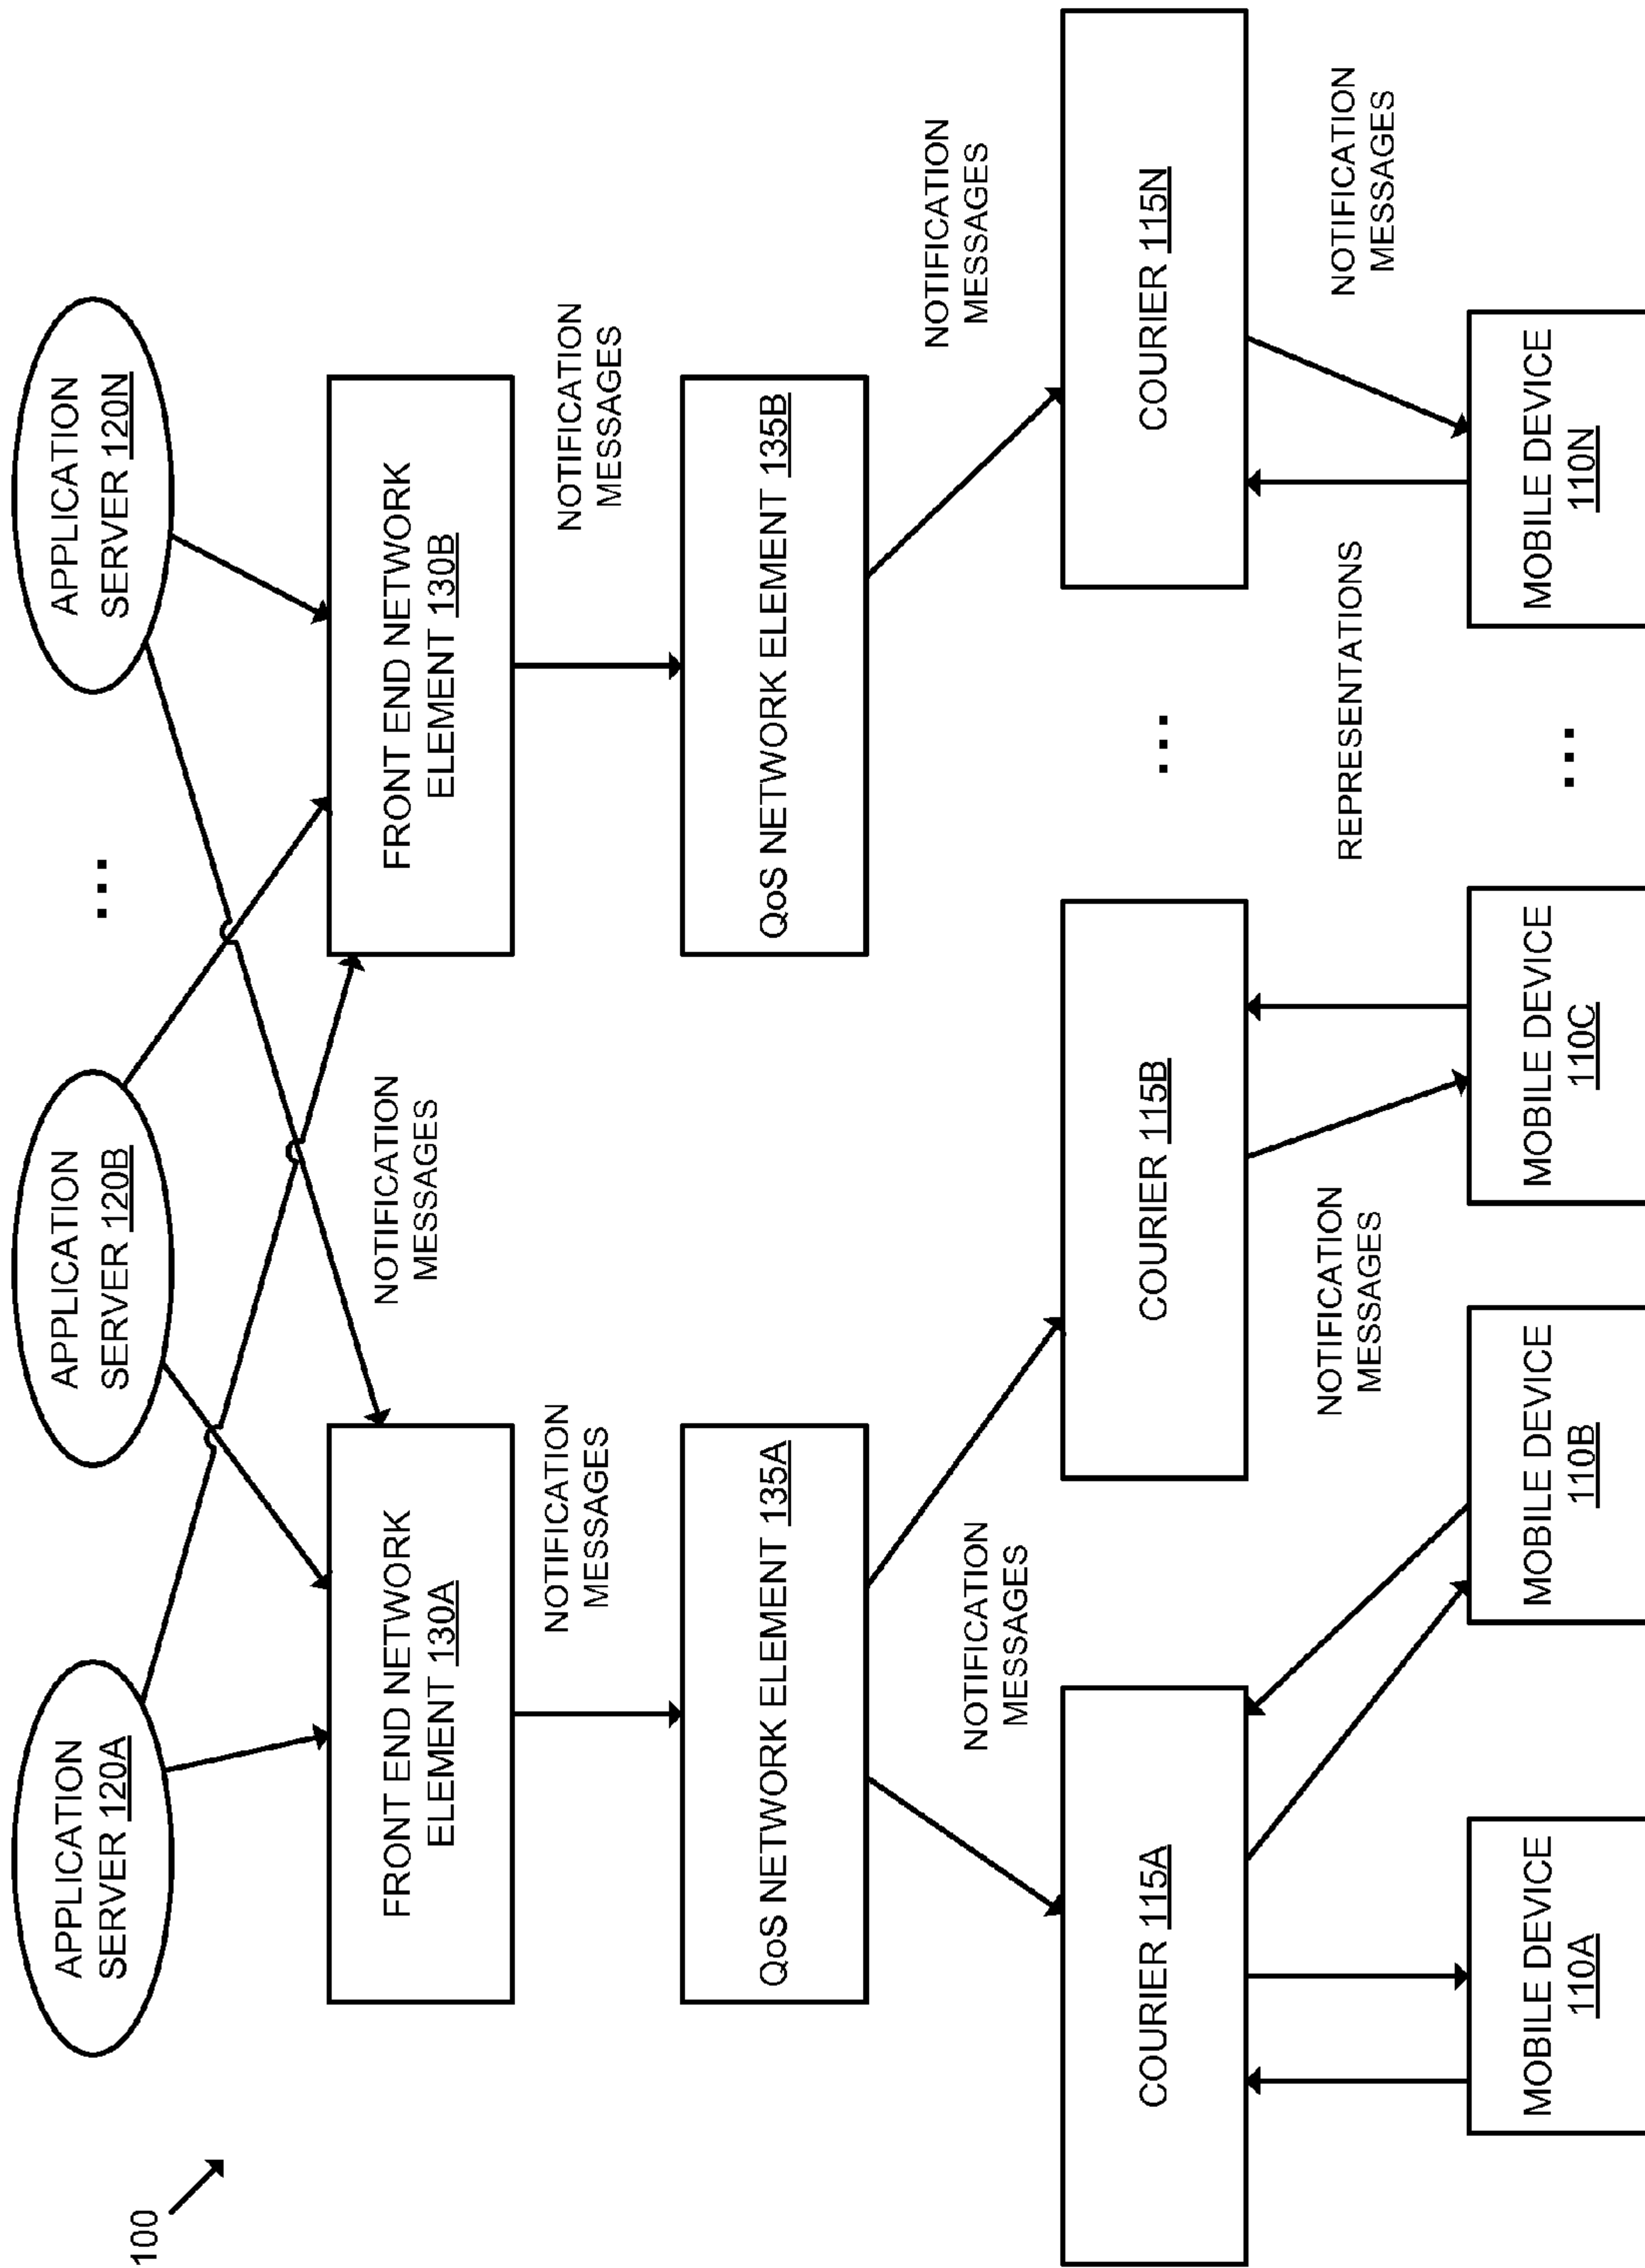 100
APPLICATION
SERVER 120A
APPLICATION
SERVER 120B
...
APPLICATION
SERVER 120N
NOTIFICATION
MESSAGES
FRONT END NETWORK
ELEMENT 130A
FRONT END NETWORK
ELEMENT 130B
NOTIFICATION
MESSAGES
NOTIFICATION
MESSAGES
QoS NETWORK ELEMENT 135A
QoS NETWORK ELEMENT 135B
NOTIFICATION
MESSAGES
NOTIFICATION
MESSAGES
COURIER 115A
COURIER 115B
...
COURIER 115N
NOTIFICATION
MESSAGES
REPRESENTATIONS
NOTIFICATION
MESSAGES
MOBILE DEVICE
110A
MOBILE DEVICE
110B
MOBILE DEVICE
110C
...
MOBILE DEVICE
110N